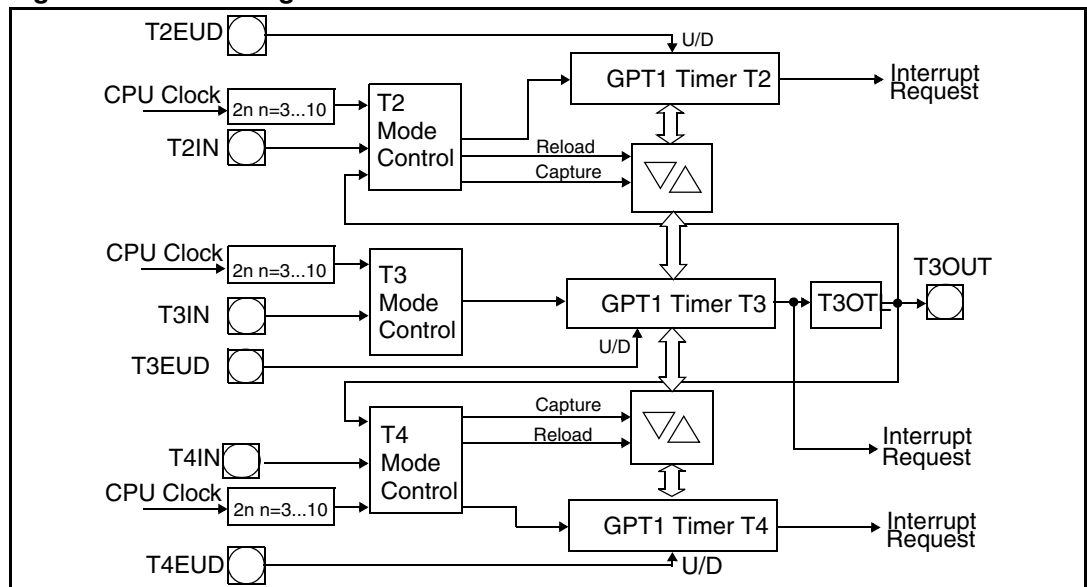 T2EUD
U/D
GPT1 Timer T2
Interrupt
Request
CPU Clock
2n n=3...10
T2
Mode
Control
T2IN
Reload
Capture
CPU Clock
2n n=3...10
T3
Mode
Control
T3IN
GPT1 Timer T3
T3OTL
T3OUT
U/D
T3EUD
Capture
Reload
T4
Mode
Control
T4IN
Interrupt
Request
CPU Clock
2n n=3...10
GPT1 Timer T4
Interrupt
Request
T4EUD
U/D